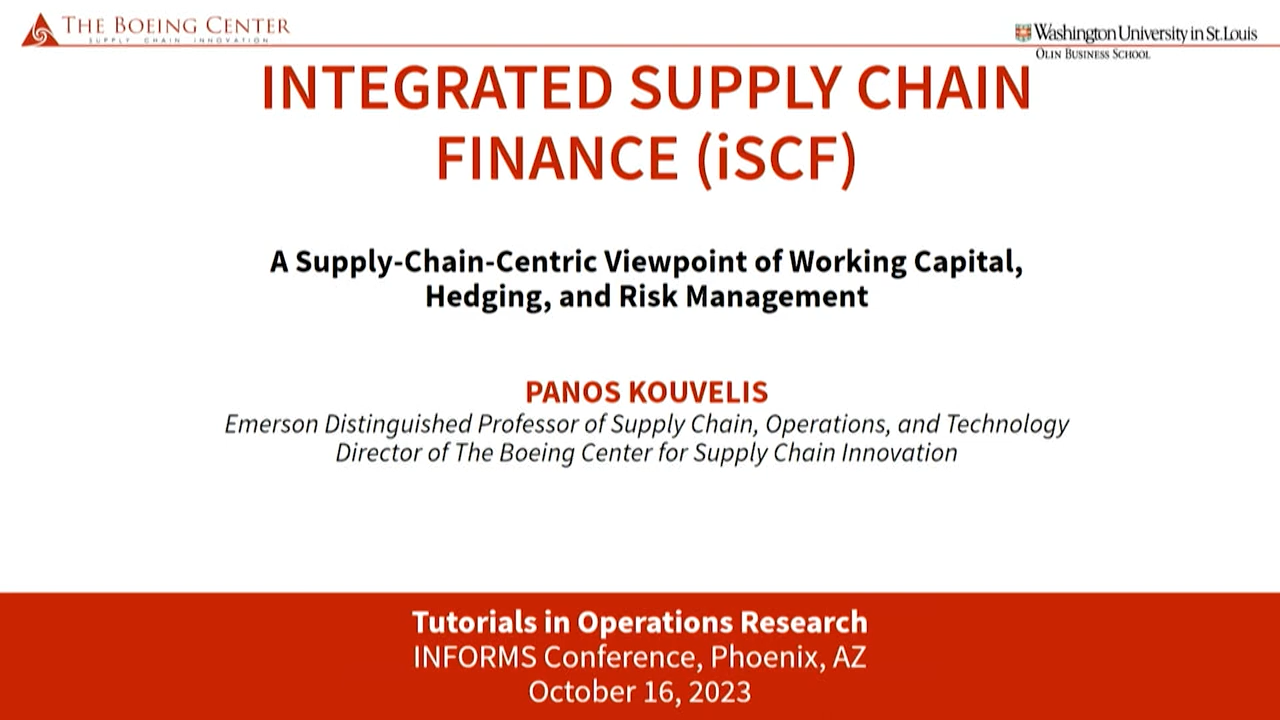 THE BOEING CENTER
SUPPLY CHAIN INNOVATION
Washington University in St. Louis
OLIN BUSINESS SCHOOL
INTEGRATED SUPPLY CHAIN
FINANCE (iSCF)
A Supply-Chain-Centric Viewpoint of Working Capital,
Hedging, and Risk Management
PANOS KOUVELIS
Emerson Distinguished Professor of Supply Chain, Operations, and Technology
Director of The Boeing Center for Supply Chain Innovation
Tutorials in Operations Research
INFORMS Conference, Phoenix, AZ
October 16, 2023